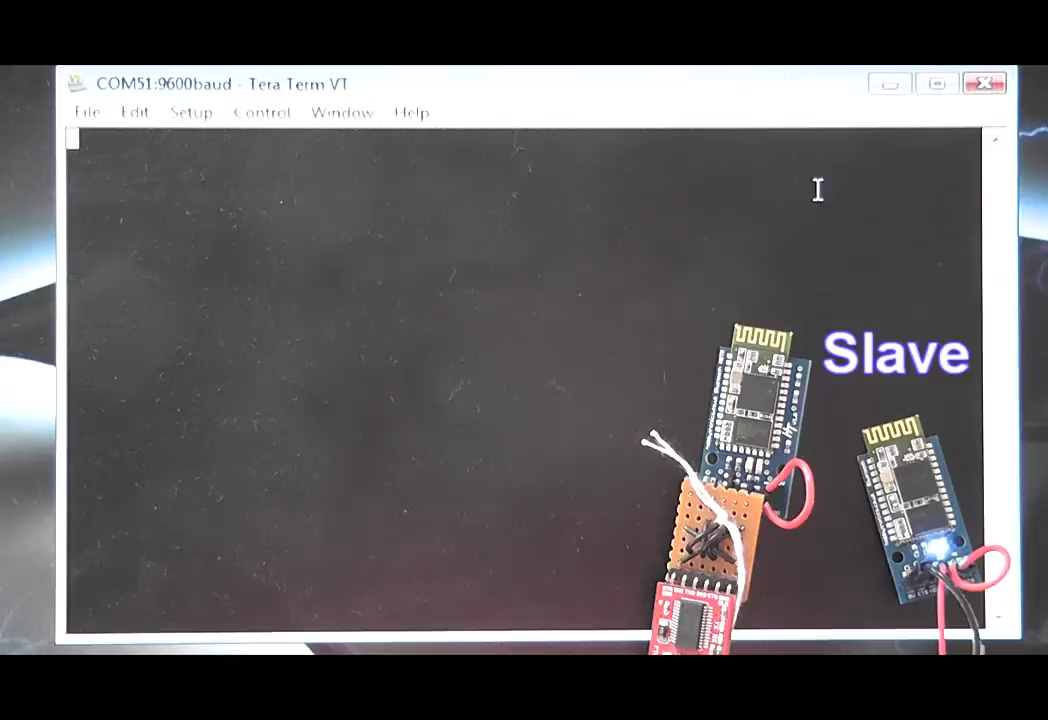 COM51:9600baud - Tera Term VT
File Edit Setup Control Window Help
Slave